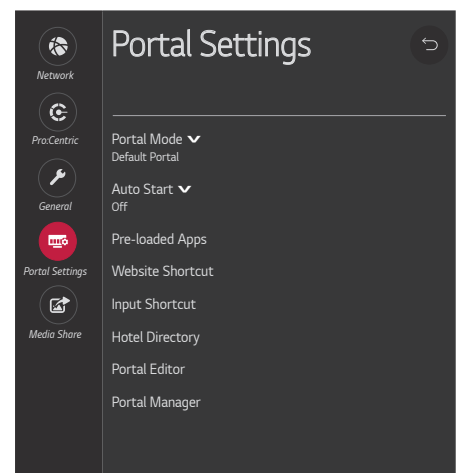 Portal Settings
Network
Pro:Centric
General
Portal Settings
Media Share
Portal Mode
Default Portal
Auto Start
Off
Pre-loaded Apps
Website Shortcut
Input Shortcut
Hotel Directory
Portal Editor
Portal Manager